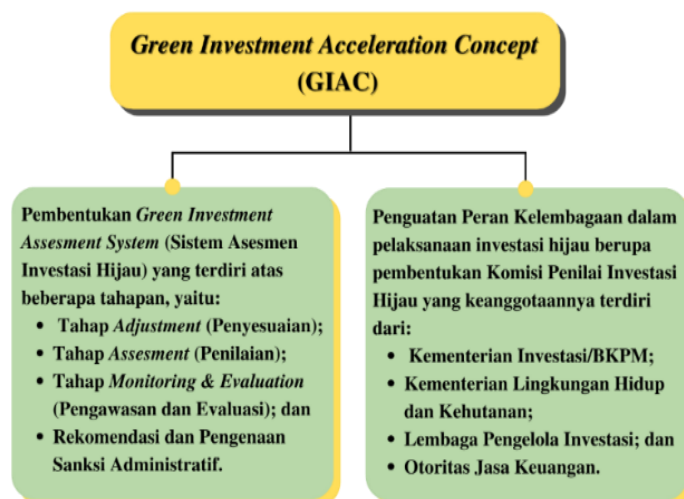 Green Investment Acceleration Concept
(GIAC)
Pembentukan Green Investment
Assesment System (Sistem Asesmen
Investasi Hijau) yang terdiri atas
beberapa tahapan, yaitu:
• Tahap Adjustment (Penyesuaian);
• Tahap Assesment (Penilaian);
• Tahap Monitoring & Evaluation
(Pengawasan dan Evaluasi); dan
• Rekomendasi dan Pengenaan
Sanksi Administratif.
Penguatan Peran Kelembagaan dalam
pelaksanaan investasi hijau berupa
pembentukan Komisi Penilai Investasi
Hijau yang keanggotaannya terdiri
dari:
• Kementerian Investasi/BKPM;
• Kementerian Lingkungan Hidup
dan Kehutanan;
• Lembaga Pengelola Investasi; dan
• Otoritas Jasa Keuangan.